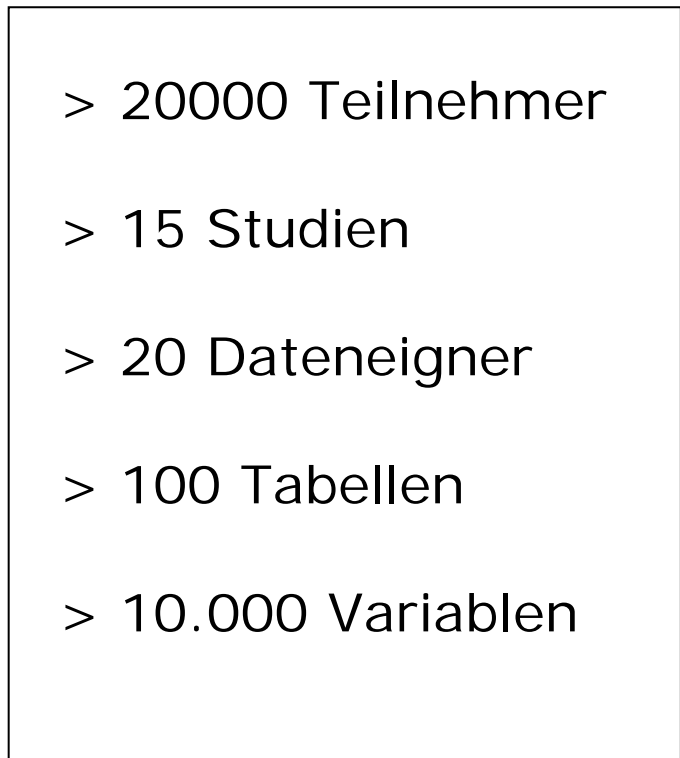 > 20000 Teilnehmer
> 15 Studien
> 20 Dateneigner
> 100 Tabellen
> 10.000 Variablen